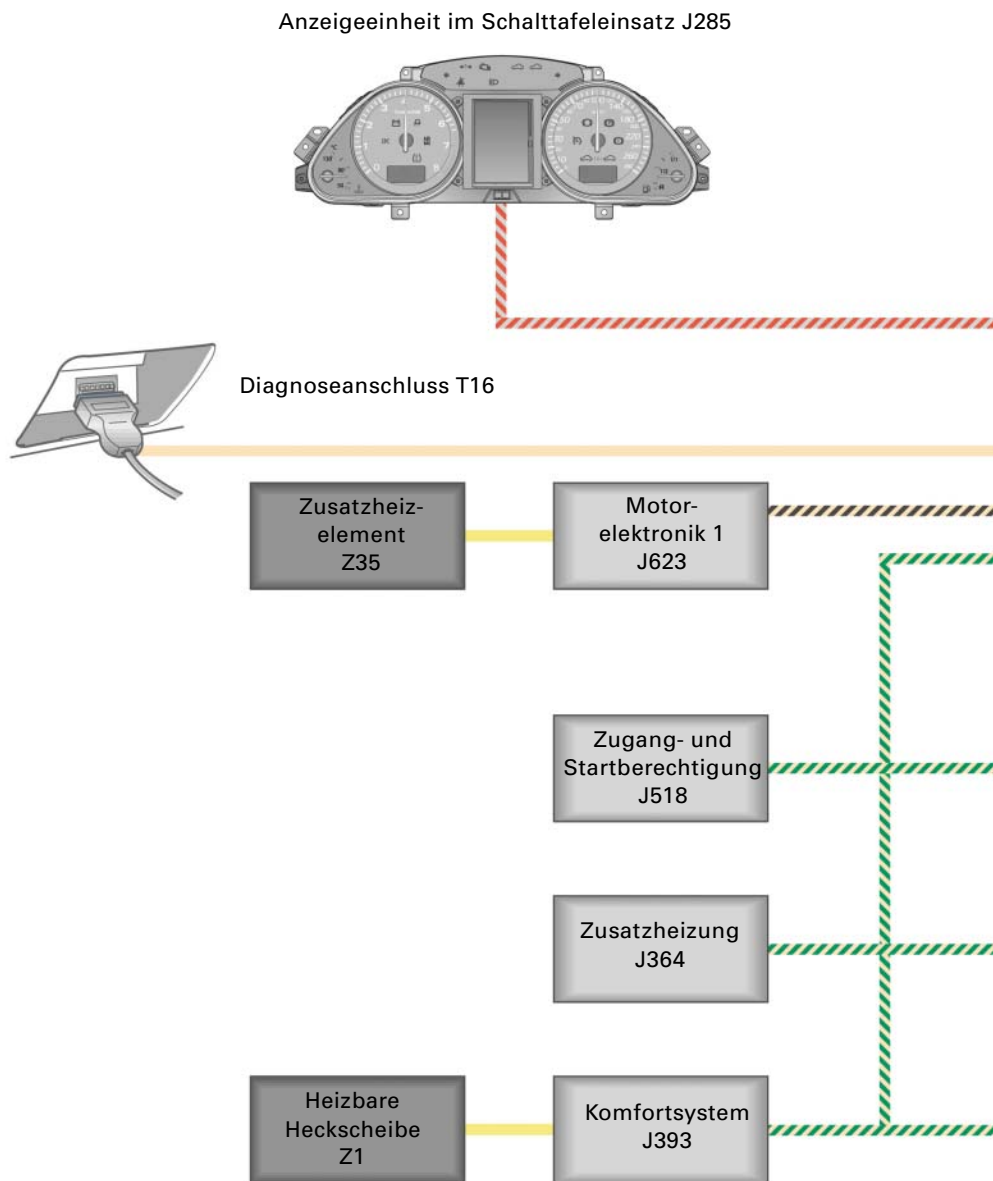 Anzeigeeinheit im Schalttafeleinsatz J285
Diagnoseanschluss T16
Zusatzheiz-
element
Z35
Motor-
elektronik 1
J623
Zugang- und
Startberechtigung
J518
Zusatzheizung
J364
Heizbare
Heckscheibe
Z1
Komfortsystem
J393